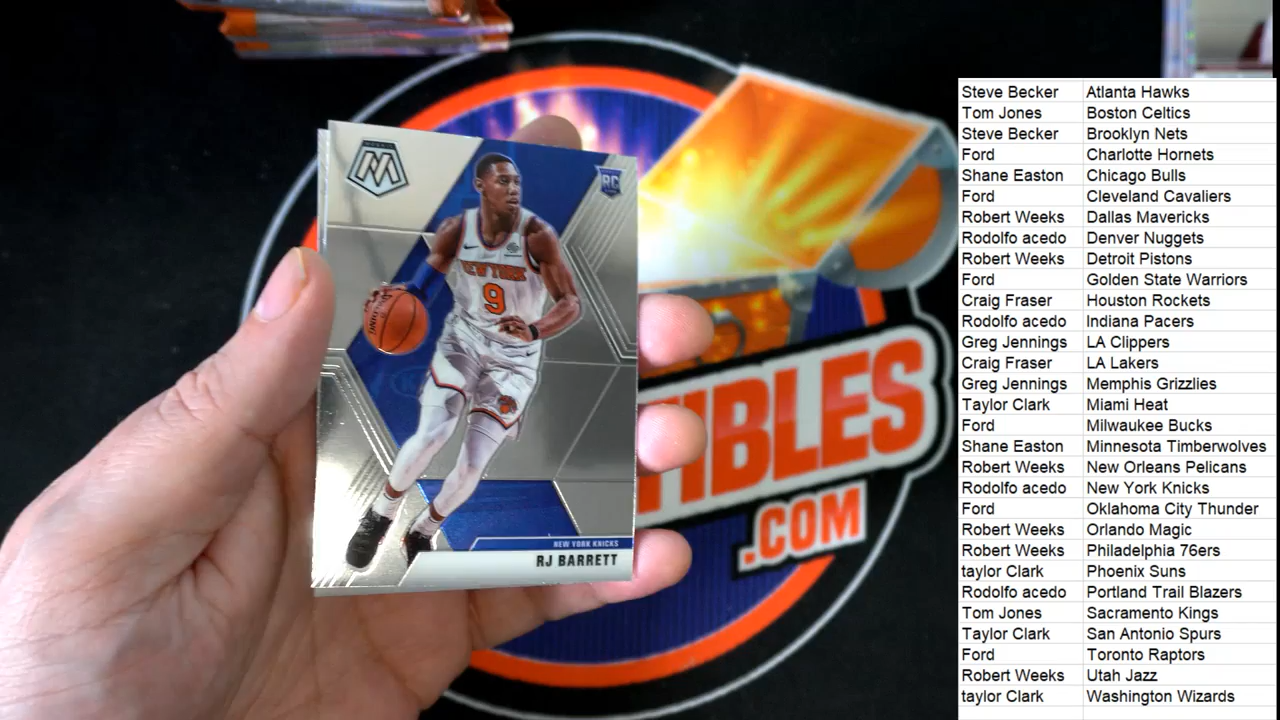 MOSAIC
M
RC
NEW YORK
9
SPALDING
NEW YORK KNICKS
RJ BARRETT
TIBLES
.COM
Steve Becker Atlanta Hawks
Tom Jones Boston Celtics
Steve Becker Brooklyn Nets
Ford Charlotte Hornets
Shane Easton Chicago Bulls
Ford Cleveland Cavaliers
Robert Weeks Dallas Mavericks
Rodolfo acedo Denver Nuggets
Robert Weeks Detroit Pistons
Ford Golden State Warriors
Craig Fraser Houston Rockets
Rodolfo acedo Indiana Pacers
Greg Jennings LA Clippers
Craig Fraser LA Lakers
Greg Jennings Memphis Grizzlies
Taylor Clark Miami Heat
Ford Milwaukee Bucks
Shane Easton Minnesota Timberwolves
Robert Weeks New Orleans Pelicans
Rodolfo acedo New York Knicks
Ford Oklahoma City Thunder
Robert Weeks Orlando Magic
Robert Weeks Philadelphia 76ers
taylor Clark Phoenix Suns
Rodolfo acedo Portland Trail Blazers
Tom Jones Sacramento Kings
Taylor Clark San Antonio Spurs
Ford Toronto Raptors
Robert Weeks Utah Jazz
taylor Clark Washington Wizards